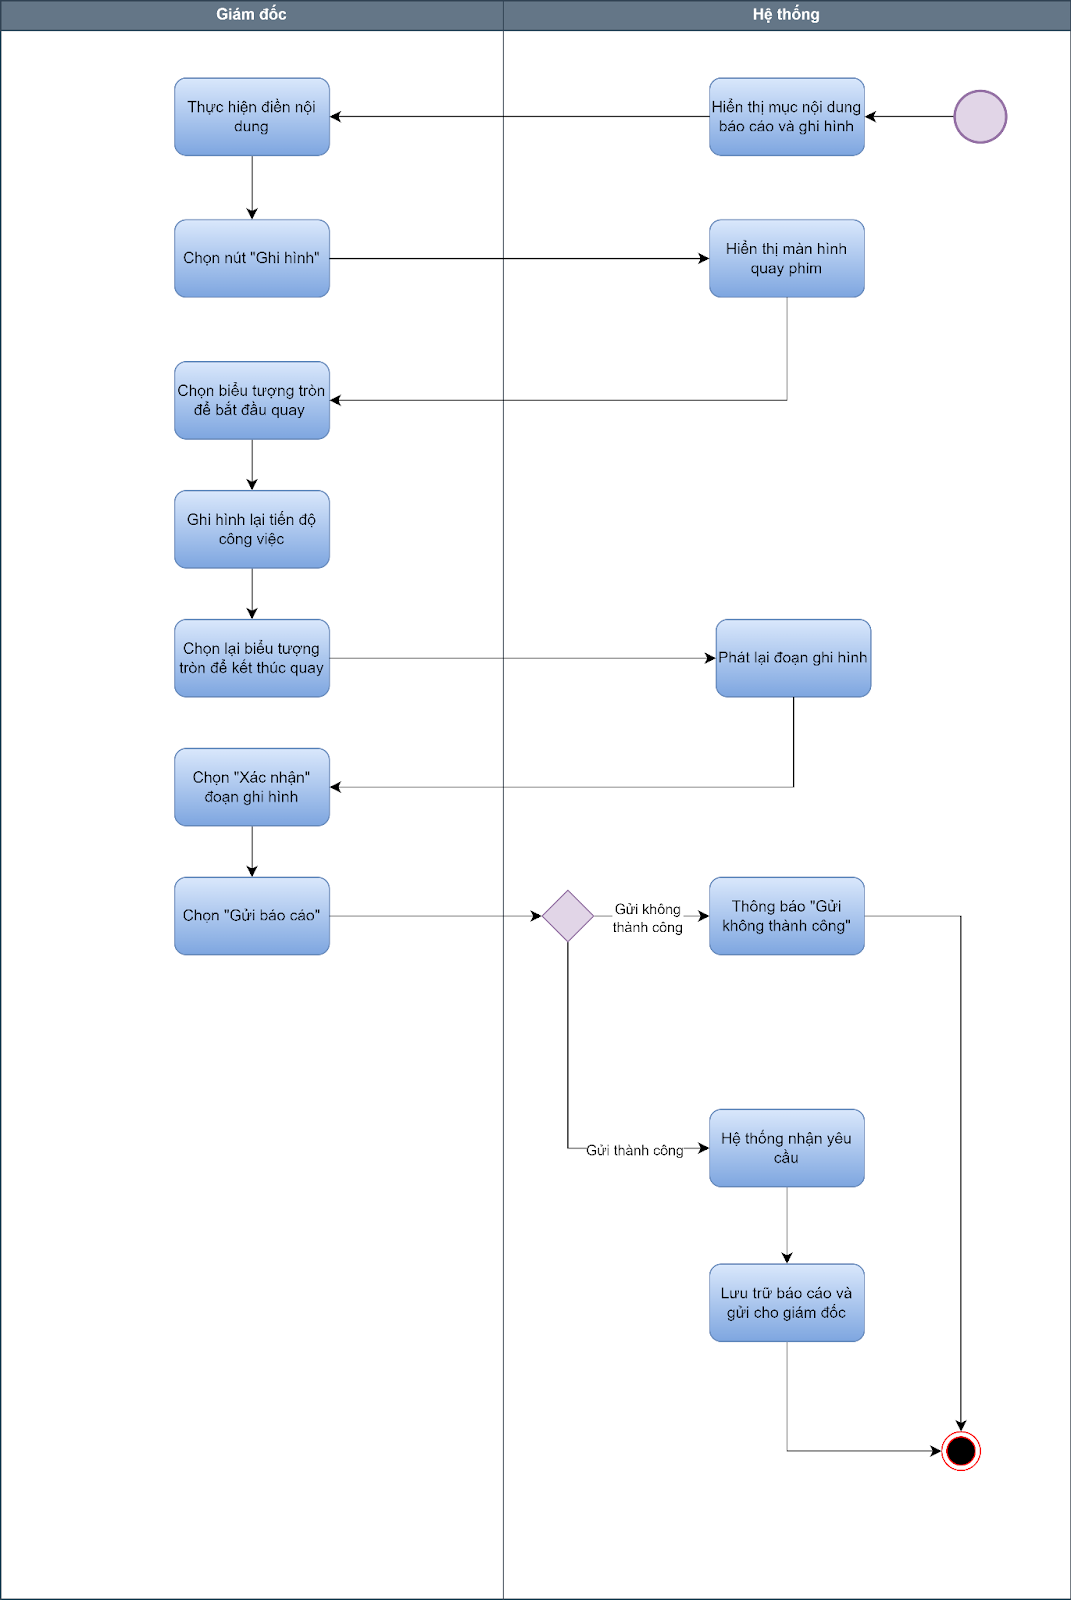 Giám đốc
Hệ thống
Thực hiện điền nội
dung
Hiển thị mục nội dung
báo cáo và ghi hình
Chọn nút "Ghi hình"
Hiển thị màn hình
quay phim
Chọn biểu tượng tròn
để bắt đầu quay
Ghi hình lại tiến độ
công việc
Chọn lại biểu tượng
tròn để kết thúc quay
Phát lại đoạn ghi hình
Chọn "Xác nhận"
đoạn ghi hình
Chọn "Gửi báo cáo"
Gửi không
thành công
Thông báo "Gửi
không thành công"
Gửi thành công
Hệ thống nhận yêu
cầu
Lưu trữ báo cáo và
gửi cho giám đốc